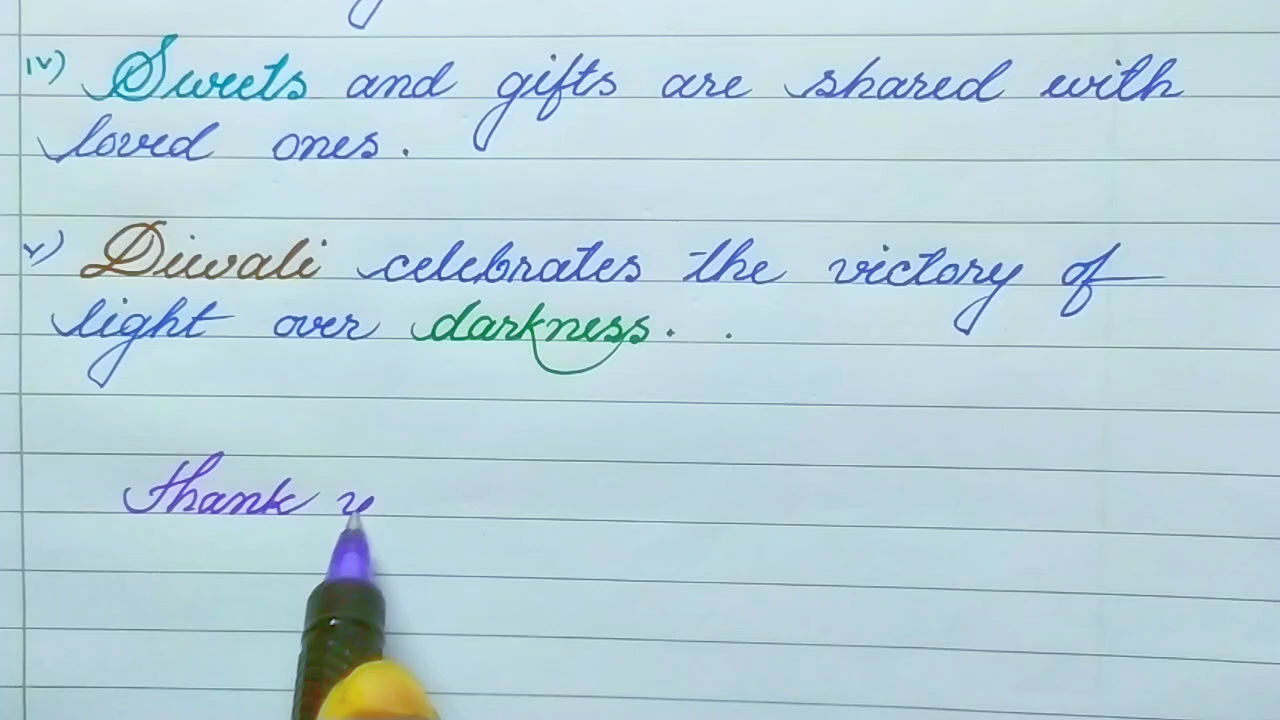 iv) Sweets and gifts are shared with
loved ones.
v) Diwali celebrates the victory of
light over darkness. .
Thank y